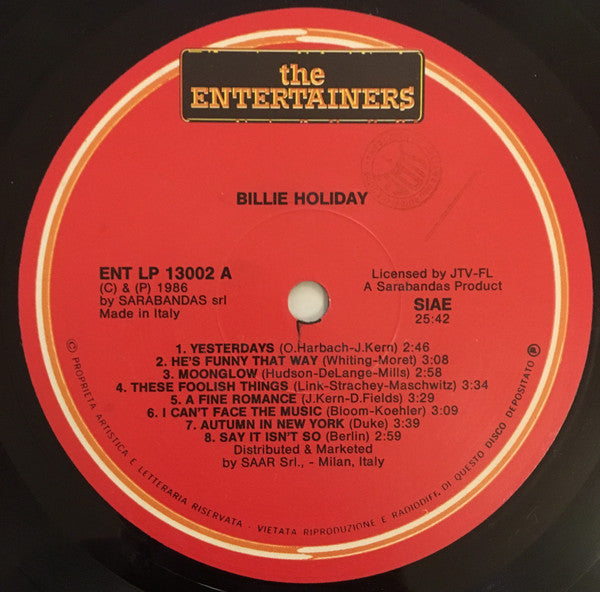 the
ENTERTAINERS
BILLIE HOLIDAY
ENT LP 13002 A
(C) & (P) 1986
by SARABANDAS srl
Made in Italy
Licensed by JTV-FL
A Sarabandas Product
SIAE
25:42
1. YESTERDAYS (O.Harbach-J.Kern) 2:46
2. HE'S FUNNY THAT WAY (Whiting-Moret) 3:08
3. MOONGLOW (Hudson-DeLange-Mills) 2:58
4. THESE FOOLISH THINGS (Link-Strachey-Maschwitz) 3:34
5. A FINE ROMANCE (J.Kern-D.Fields) 3:29
6. I CAN'T FACE THE MUSIC (Bloom-Koehler) 3:09
7. AUTUMN IN NEW YORK (Duke) 3:39
8. SAY IT ISN'T SO (Berlin) 2:59
Distributed & Marketed
by SAAR Srl., - Milan, Italy
© PROPRIETA ARTISTICA E LETTERARIA RISERVATA - VIETATA RIPRODUZIONE E RADIODIFF. DI QUESTO DISCO DEPOSITATO ℗